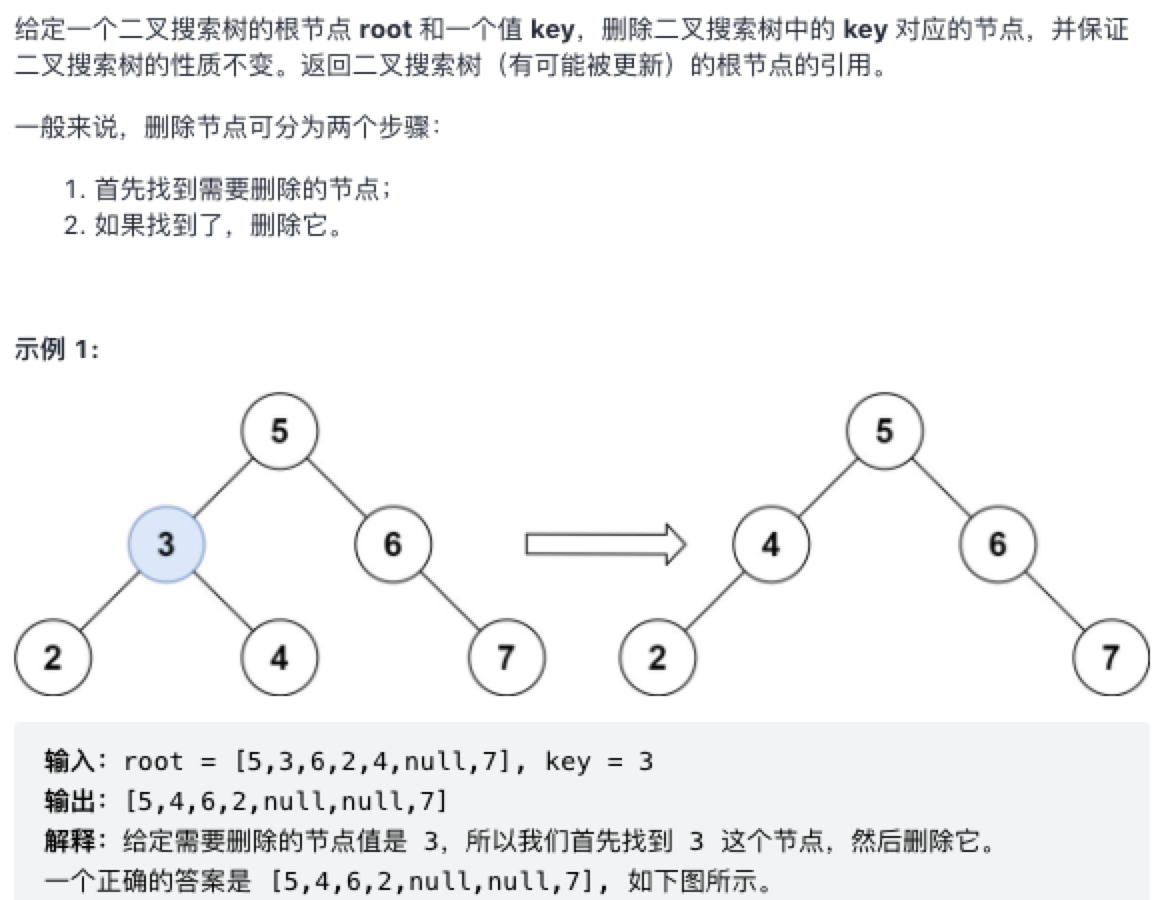 给定一个二叉搜索树的根节点 root 和一个值 key，删除二叉搜索树中的 key 对应的节点，并保证
二叉搜索树的性质不变。返回二叉搜索树（有可能被更新）的根节点的引用。
一般来说，删除节点可分为两个步骤：
1. 首先找到需要删除的节点；
2. 如果找到了，删除它。
示例 1：
5 5
3 6 4 6
2 4 7 2 7
输入：root = [5,3,6,2,4,null,7], key = 3
输出：[5,4,6,2,null,null,7]
解释：给定需要删除的节点值是 3，所以我们首先找到 3 这个节点，然后删除它。
一个正确的答案是 [5,4,6,2,null,null,7]，如下图所示。